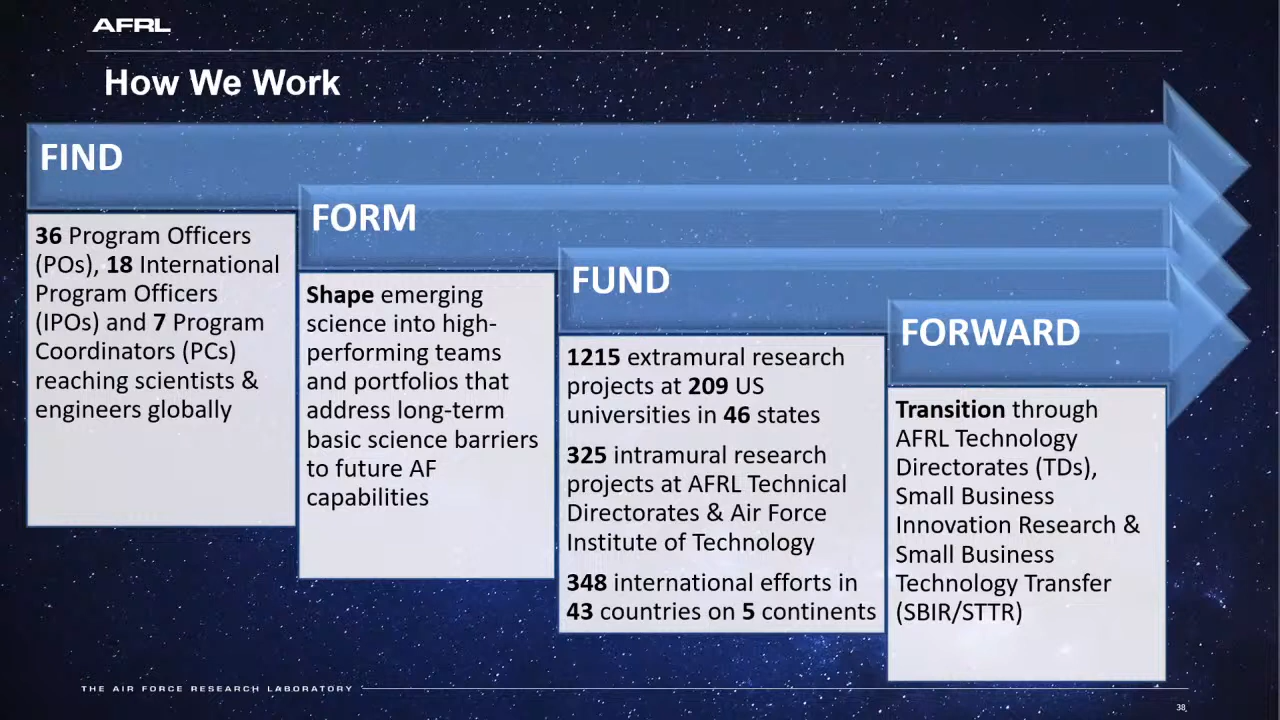 AFRL
How We Work
FIND
36 Program Officers
(POs), 18 International
Program Officers
(IPOs) and 7 Program
Coordinators (PCs)
reaching scientists &
engineers globally
FORM
Shape emerging
science into high-
performing teams
and portfolios that
address long-term
basic science barriers
to future AF
capabilities
FUND
1215 extramural research
projects at 209 US
universities in 46 states
325 intramural research
projects at AFRL Technical
Directorates & Air Force
Institute of Technology
348 international efforts in
43 countries on 5 continents
FORWARD
Transition through
AFRL Technology
Directorates (TDs),
Small Business
Innovation Research &
Small Business
Technology Transfer
(SBIR/STTR)
THE AIR FORCE RESEARCH LABORATORY
38